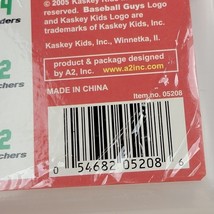 © 2005 Kaskey Kids
reserved. Baseball Guys Logo
and Kaskey Kids Logo are
trademarks of Kaskey Kids, Inc.
Kaskey Kids, Inc., Winnetka, Il.
4
ders
product & package designed
by A2, Inc. www.a2inc.com
2
chers
MADE IN CHINA
Item no. 05208
2
chers
0 54682 05208 6